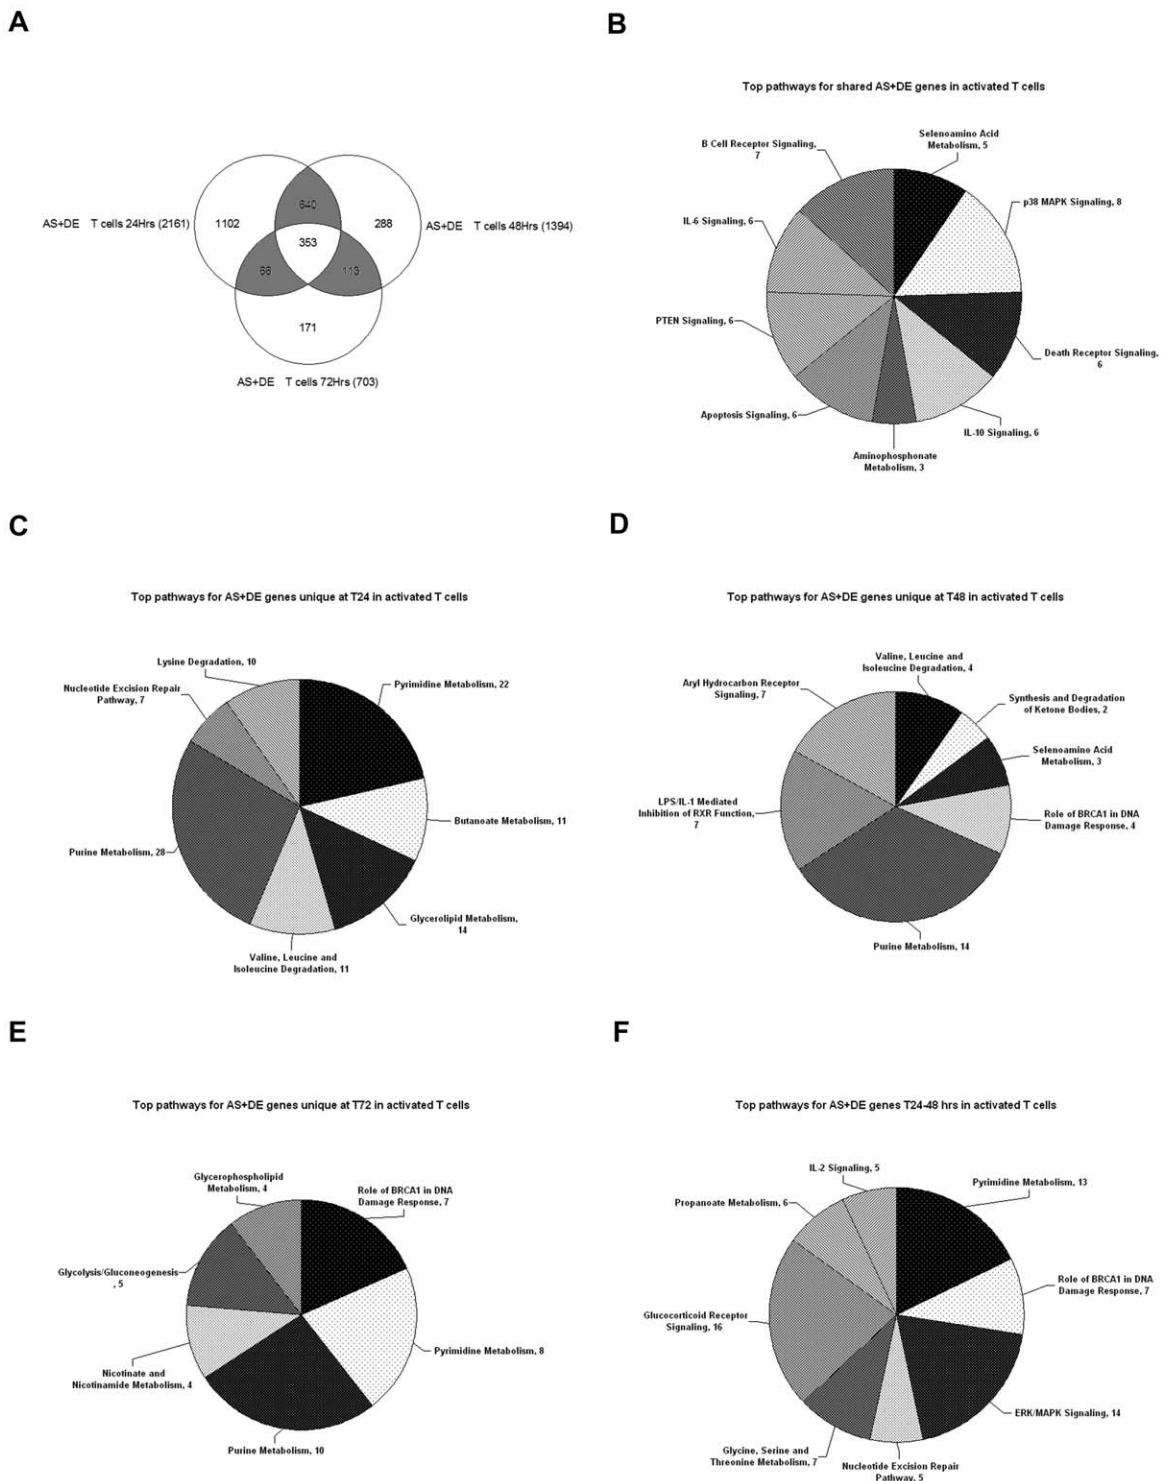 A
B
Top pathways for shared AS+DE genes in activated T cells
Selenoamino Acid
Metabolism, 5
B Cell Receptor Signaling,
7
p38 MAPK Signaling, 8
IL-6 Signaling, 6
PTEN Signaling, 6
Death Receptor Signaling,
6
Apoptosis Signaling, 6
IL-10 Signaling, 6
Aminophosphonate
Metabolism, 3
640
AS+DE T cells 24Hrs (2161)
1102
288
AS+DE T cells 48Hrs (1394)
353
66
113
171
AS+DE T cells 72Hrs (703)
C
D
Top pathways for AS+DE genes unique at T24 in activated T cells
Lysine Degradation, 10
Pyrimidine Metabolism, 22
Nucleotide Excision Repair
Pathway, 7
Butanoate Metabolism, 11
Purine Metabolism, 28
Glycerolipid Metabolism,
14
Valine, Leucine and
Isoleucine Degradation, 11
Top pathways for AS+DE genes unique at T48 in activated T cells
Valine, Leucine and
Isoleucine Degradation, 4
Aryl Hydrocarbon Receptor
Signaling, 7
Synthesis and Degradation
of Ketone Bodies, 2
Selenoamino Acid
Metabolism, 3
LPS/IL-1 Mediated
Inhibition of RXR Function,
7
Role of BRCA1 in DNA
Damage Response, 4
Purine Metabolism, 14
E
F
Top pathways for AS+DE genes unique at T72 in activated T cells
Glycerophospholipid
Metabolism, 4
Role of BRCA1 in DNA
Damage Response, 7
Glycolysis/Gluconeogenesis
, 5
Pyrimidine Metabolism, 8
Nicotinate and
Nicotinamide Metabolism, 4
Purine Metabolism, 10
Top pathways for AS+DE genes T24-48 hrs in activated T cells
IL-2 Signaling, 5
Pyrimidine Metabolism, 13
Propanoate Metabolism, 6
Role of BRCA1 in DNA
Damage Response, 7
Glucocorticoid Receptor
Signaling, 16
ERK/MAPK Signaling, 14
Glycine, Serine and
Threonine Metabolism, 7
Nucleotide Excision Repair
Pathway, 5